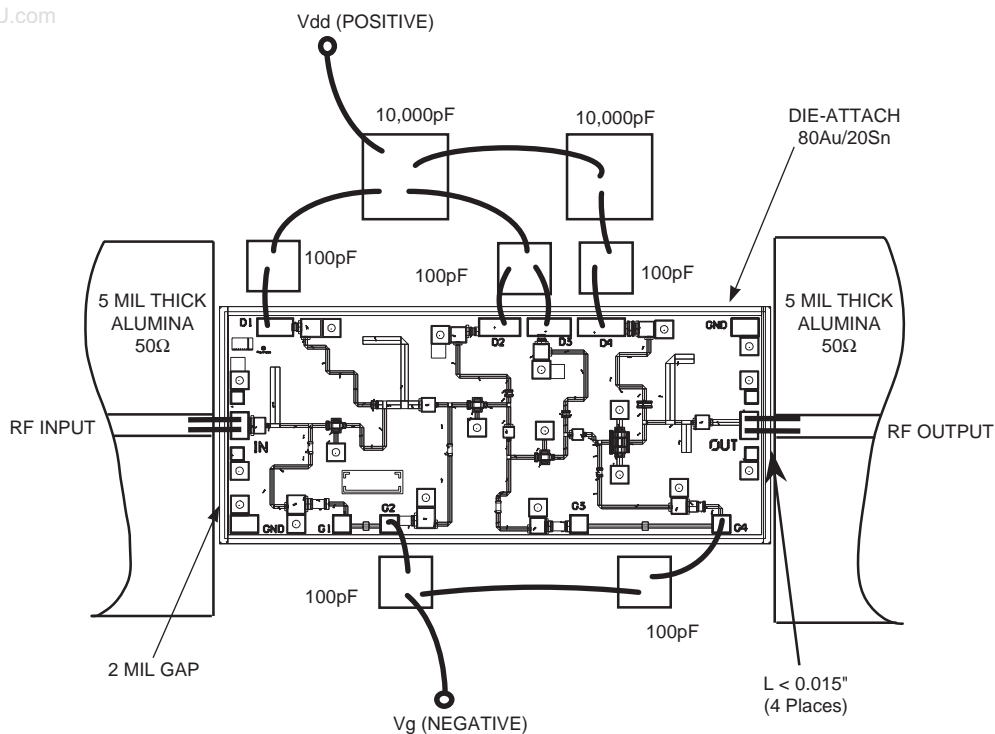 J.com
Vdd (POSITIVE)
10,000pF
10,000pF
DIE-ATTACH
80Au/20Sn
100pF
100pF
100pF
5 MIL THICK
ALUMINA
50Ω
5 MIL THICK
ALUMINA
50Ω
D1
D2
D3
D4
GND
RF INPUT
IN
OUT
RF OUTPUT
GND
G1
G2
G3
G4
100pF
100pF
2 MIL GAP
L < 0.015"
(4 Places)
Vg (NEGATIVE)